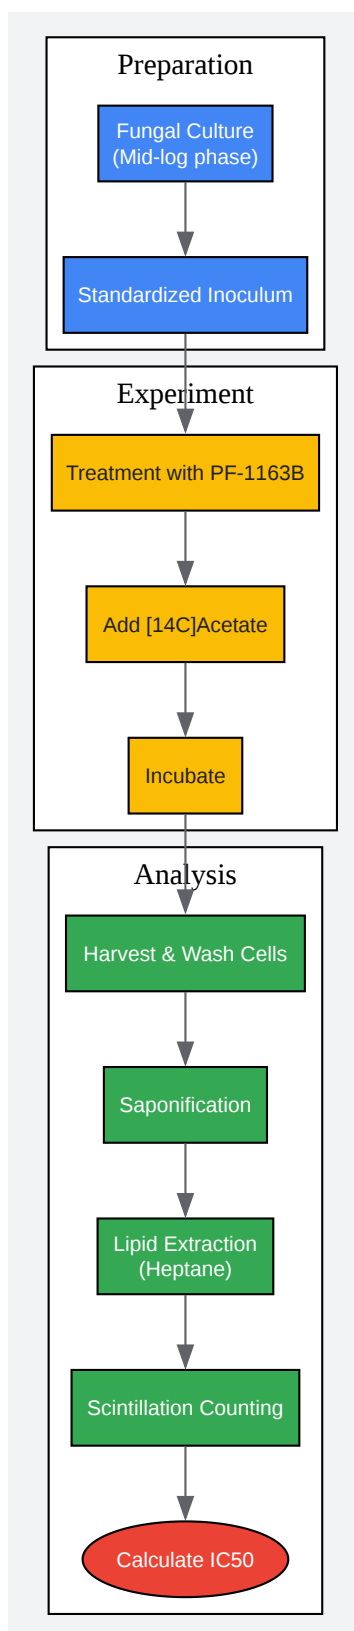 Preparation
Fungal Culture
(Mid-log phase)
Standardized Inoculum
Experiment
Treatment with PF-1163B
Add [14C]Acetate
Incubate
Analysis
Harvest & Wash Cells
Saponification
Lipid Extraction
(Heptane)
Scintillation Counting
Calculate IC50